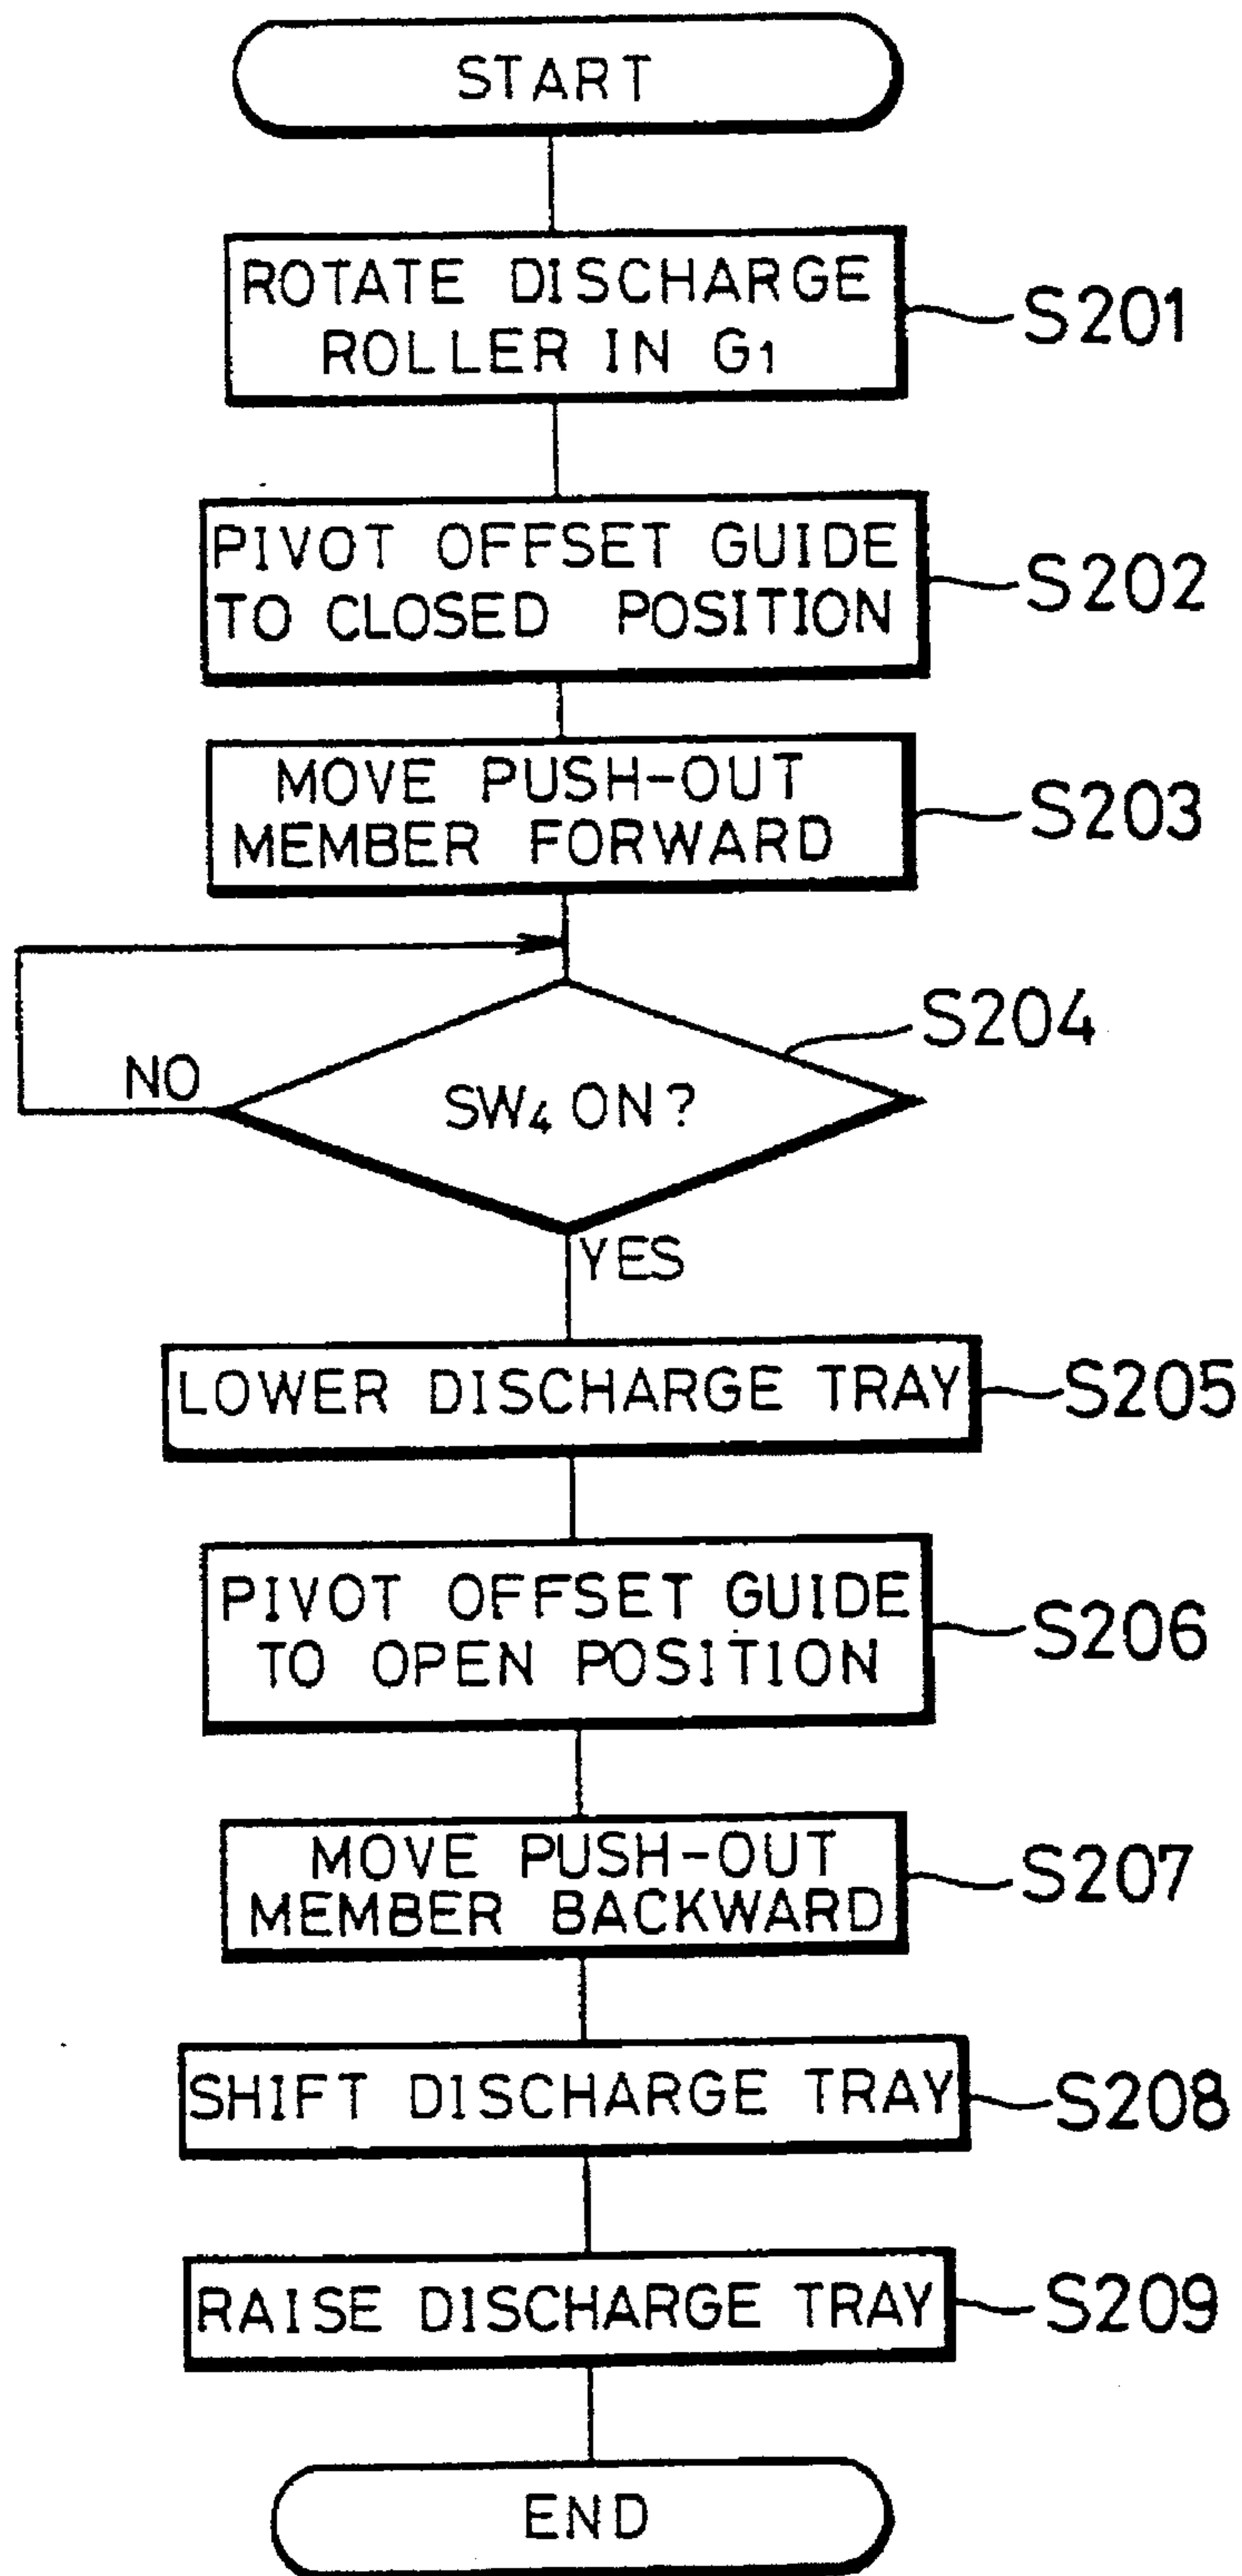 START
ROTATE DISCHARGE
ROLLER IN G1
S201
PIVOT OFFSET GUIDE
TO CLOSED POSITION
S202
MOVE PUSH-OUT
MEMBER FORWARD
S203
S204
NO
SW4 ON?
YES
LOWER DISCHARGE TRAY
S205
PIVOT OFFSET GUIDE
TO OPEN POSITION
S206
MOVE PUSH-OUT
MEMBER BACKWARD
S207
SHIFT DISCHARGE TRAY
S208
RAISE DISCHARGE TRAY
S209
END